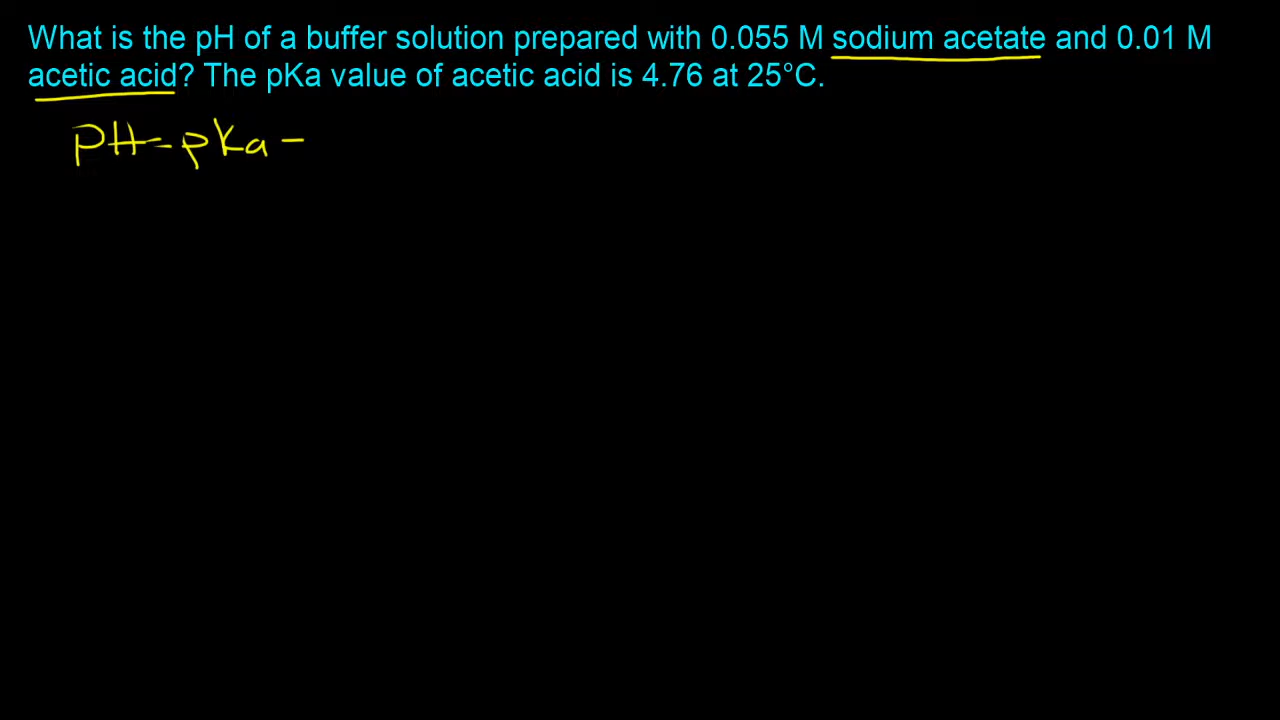 What is the pH of a buffer solution prepared with 0.055 M sodium acetate and 0.01 M
acetic acid? The pKa value of acetic acid is 4.76 at 25°C.
PH=pKa -